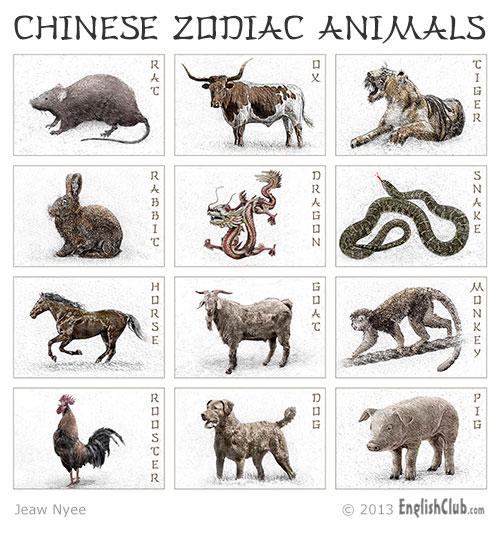 CHINESE ZODIAC ANIMALS
RAT
OX
TIGER
RABBIT
DRAGON
SNAKE
HORSE
GOAT
MONKEY
ROOSTER
DOG
PIG
Jeaw Nyee
© 2013 EnglishClub.com